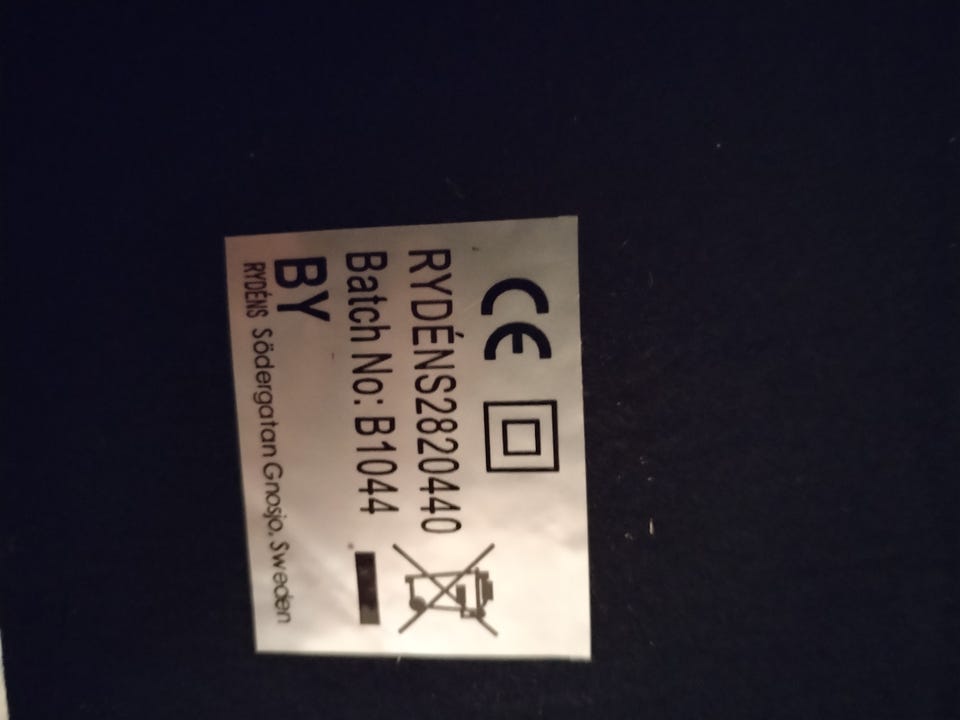 CE
RYDÉNS2820440
Batch No: B1044
BY
RYDÉNS Södergatan Gnosjo, Sweden